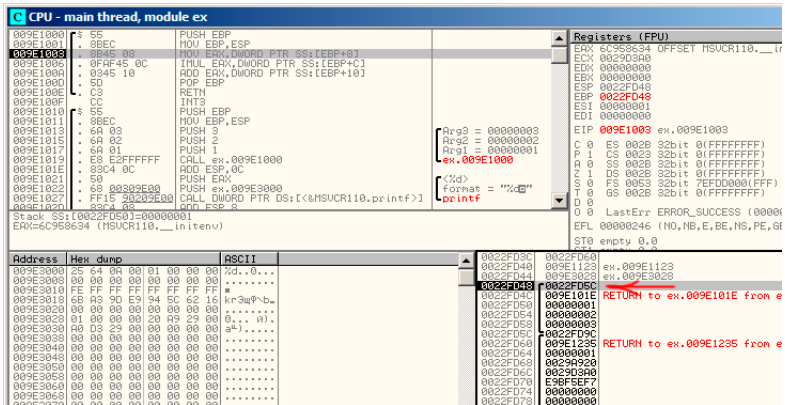 CPU - main thread, module ex
009E1000 $ 55 PUSH EBP
009E1001 . 8BEC MOV EBP,ESP
009E1003 . 8B45 08 MOV EAX,DWORD PTR SS:[EBP+8]
009E1006 . 0FAF45 0C IMUL EAX,DWORD PTR SS:[EBP+C]
009E100A . 0345 10 ADD EAX,DWORD PTR SS:[EBP+10]
009E100D . 5D POP EBP
009E100E . C3 RETN
009E100F CC INT3
009E1010 $ 55 PUSH EBP
009E1011 . 8BEC MOV EBP,ESP
009E1013 . 6A 03 PUSH 3 Arg3 = 00000003
009E1015 . 6A 02 PUSH 2 Arg2 = 00000002
009E1017 . 6A 01 PUSH 1 Arg1 = 00000001
009E1019 . E8 E2FFFFFF CALL ex.009E1000 ex.009E1000
009E101E . 83C4 0C ADD ESP,0C
009E1021 . 50 PUSH EAX <%d>
009E1022 . 68 00309E00 PUSH ex.009E3000 format = "%d
009E1027 . FF15 90209E00 CALL DWORD PTR DS:[<&MSVCR110.printf>] printf
009E102D . 83C4 08 ADD ESP,8
Stack SS:[0022FD50]=00000001
EAX=6C958634 (MSVCR110.__initenv)
Registers (FPU)
EAX 6C958634 OFFSET MSVCR110.__in
ECX 0029D3A0
EDX 00000000
EBX 00000000
ESP 0022FD48
EBP 0022FD48
ESI 00000001
EDI 00000000
EIP 009E1003 ex.009E1003
C 0 ES 002B 32bit 0(FFFFFFFF)
P 1 CS 0023 32bit 0(FFFFFFFF)
A 0 SS 002B 32bit 0(FFFFFFFF)
Z 1 DS 002B 32bit 0(FFFFFFFF)
S 0 FS 0053 32bit 7EFDD000(FFF)
T 0 GS 002B 32bit 0(FFFFFFFF)
D 0
O 0 LastErr ERROR_SUCCESS (00000
EFL 00000246 (NO,NB,E,BE,NS,PE,GE
ST0 empty 0.0
Address Hex dump ASCII
009E3000 25 64 0A 00 01 00 00 00 %d..0...
009E3008 00 00 00 00 00 00 00 00 ........
009E3010 FE FF FF FF FF FF FF FF
009E3018 6B A3 9D E9 94 5C 62 16
009E3020 00 00 00 00 00 00 00 00 ........
009E3028 01 00 00 00 20 A9 29 00
009E3030 A0 D3 29 00 00 00 00 00
009E3038 00 00 00 00 00 00 00 00 ........
009E3040 00 00 00 00 00 00 00 00 ........
009E3048 00 00 00 00 00 00 00 00 ........
009E3050 00 00 00 00 00 00 00 00 ........
009E3058 00 00 00 00 00 00 00 00 ........
009E3060 00 00 00 00 00 00 00 00 ........
009E3068 00 00 00 00 00 00 00 00 ........
0022FD3C 0022FD60
0022FD40 009E1123 ex.009E1123
0022FD44 009E3028 ex.009E3028
0022FD48 0022FD5C
0022FD4C 009E101E RETURN to ex.009E101E from e
0022FD50 00000001
0022FD54 00000002
0022FD58 00000003
0022FD5C 0022FD9C
0022FD60 009E1235 RETURN to ex.009E1235 from e
0022FD64 00000001
0022FD68 0029A920
0022FD6C 0029D3A0
0022FD70 E9BF5EF7
0022FD74 00000000
0022FD78 00000000